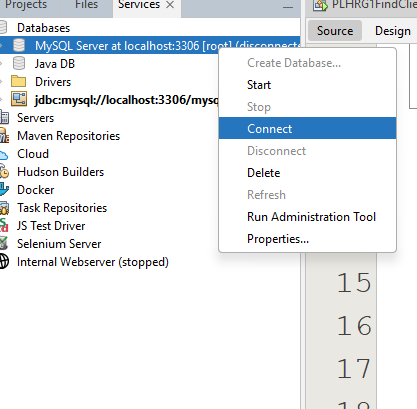 Projects Files Services
PLHRG1FindClie
Source Design
Databases
MySQL Server at localhost:3306 [root] (disconnecte
Java DB
Drivers
jdbc:mysql://localhost:3306/mysq
Servers
Maven Repositories
Cloud
Hudson Builders
Docker
Task Repositories
JS Test Driver
Selenium Server
Internal Webserver (stopped)
Create Database...
Start
Stop
Connect
Disconnect
Delete
Refresh
Run Administration Tool
Properties...
15
16
17
18